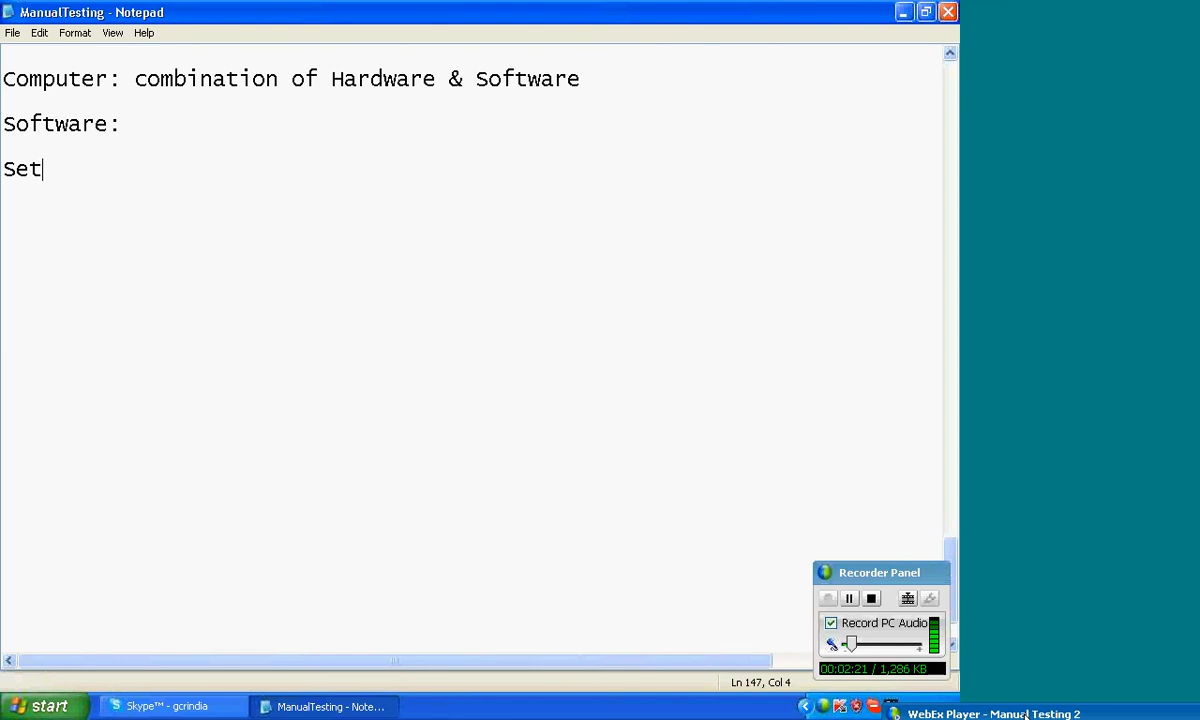 ManualTesting - Notepad
File Edit Format View Help
Computer: combination of Hardware & Software
Software:
Set
Recorder Panel
Record PC Audio
00:02:21 / 1,286 KB
Ln 147, Col 4
start
Skype™ - gcrindia
ManualTesting - Note...
WebEx Player - Manual Testing 2